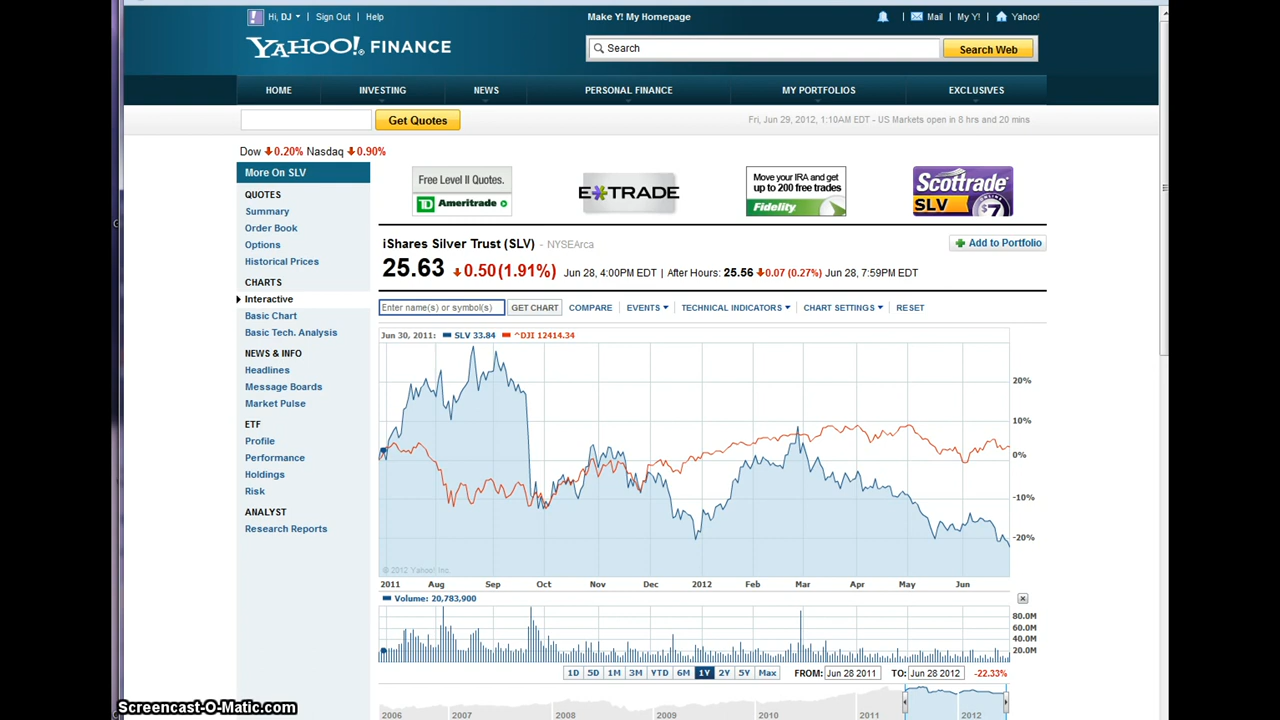 Hi, DJ Sign Out Help Make Y! My Homepage Mail My Y! Yahoo!
YAHOO! FINANCE Search Search Web
HOME INVESTING NEWS PERSONAL FINANCE MY PORTFOLIOS EXCLUSIVES
Get Quotes Fri, Jun 29, 2012, 1:10AM EDT - US Markets open in 8 hrs and 20 mins
Dow 0.20% Nasdaq 0.90%
More On SLV
QUOTES
Summary
Order Book
Options
Historical Prices
CHARTS
Interactive
Basic Chart
Basic Tech. Analysis
NEWS & INFO
Headlines
Message Boards
Market Pulse
ETF
Profile
Performance
Holdings
Risk
ANALYST
Research Reports
Free Level II Quotes.
TD Ameritrade
E*TRADE
Move your IRA and get
up to 200 free trades
Fidelity
Scottrade
SLV $7
iShares Silver Trust (SLV) - NYSEArca Add to Portfolio
25.63 0.50(1.91%) Jun 28, 4:00PM EDT | After Hours: 25.56 0.07 (0.27%) Jun 28, 7:59PM EDT
Enter name(s) or symbol(s) GET CHART COMPARE EVENTS TECHNICAL INDICATORS CHART SETTINGS RESET
Jun 30, 2011: SLV 33.84 ^DJI 12414.34
20%
10%
0%
-10%
-20%
© 2012 Yahoo! Inc.
2011 Aug Sep Oct Nov Dec 2012 Feb Mar Apr May Jun
Volume: 20,783,900
80.0M
60.0M
40.0M
20.0M
1D 5D 1M 3M YTD 6M 1Y 2Y 5Y Max FROM: Jun 28 2011 TO: Jun 28 2012 -22.33%
2006 2007 2008 2009 2010 2011 2012
Screencast-O-Matic.com